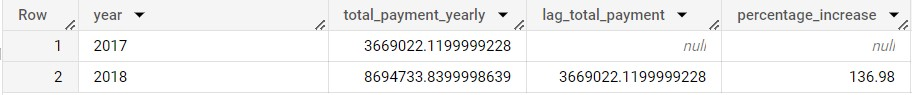 Row year total_payment_yearly lag_total_payment percentage_increase
1 2017 3669022.1199999228 null null
2 2018 8694733.8399998639 3669022.1199999228 136.98